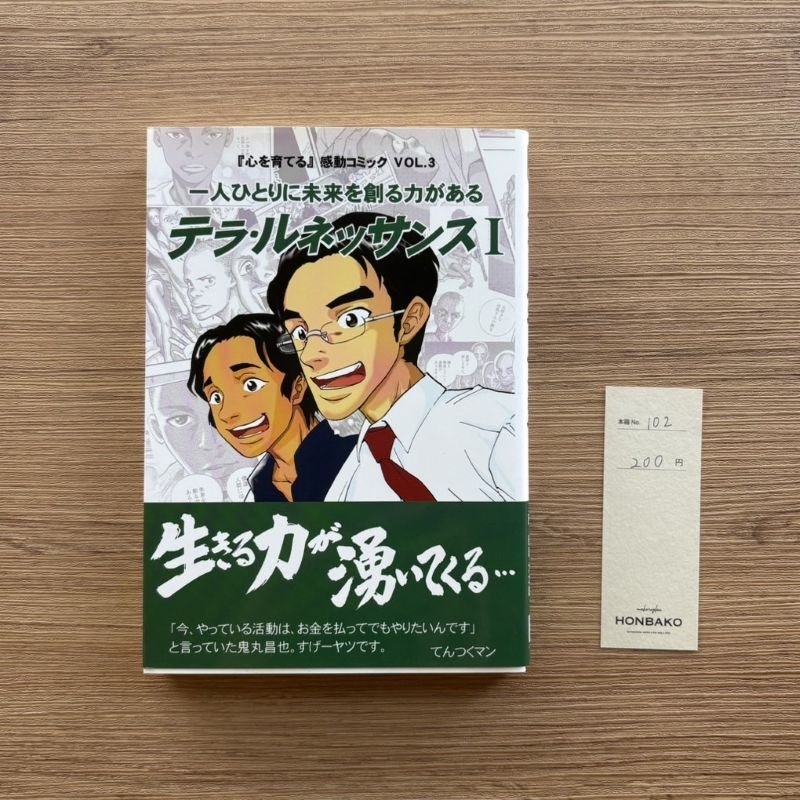 『心を育てる』感動コミック VOL.3
一人ひとりに未来を創る力がある
テラ・ルネッサンスⅠ
生きる力が湧いてくる…
「今、やっている活動は、お金を払ってでもやりたいんです」
と言っていた鬼丸昌也。すげーヤツです。
てんつくマン
本箱No. 102
200 円
HONBAKO